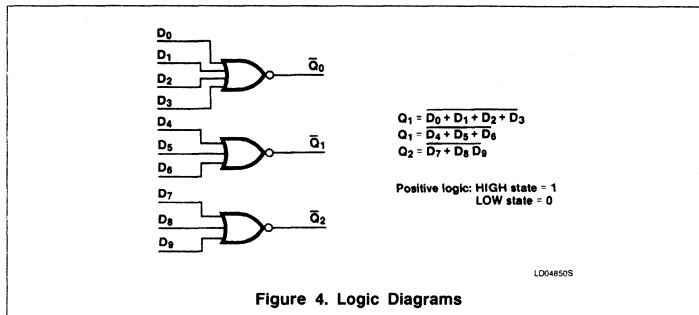 D₀
D₁
Q̅₀
D₂
D₃
Q₁ = D₀ + D₁ + D₂ + D₃
D₄
Q₁ = D₄ + D₅ + D₆
D₅
Q̅₁
Q₂ = D₇ + D₈ D₉
D₆
Positive logic: HIGH state = 1
LOW state = 0
D₇
D₈
Q̅₂
D₉
LD04850S
Figure 4. Logic Diagrams